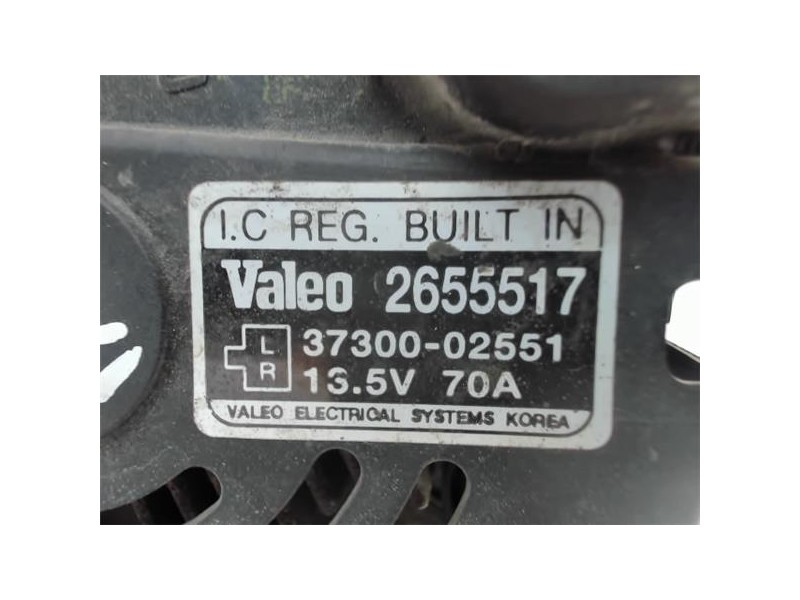 I.C REG. BUILT IN
Valeo 2655517
L 37300-02551
R 13.5V 70A
VALEO ELECTRICAL SYSTEMS KOREA